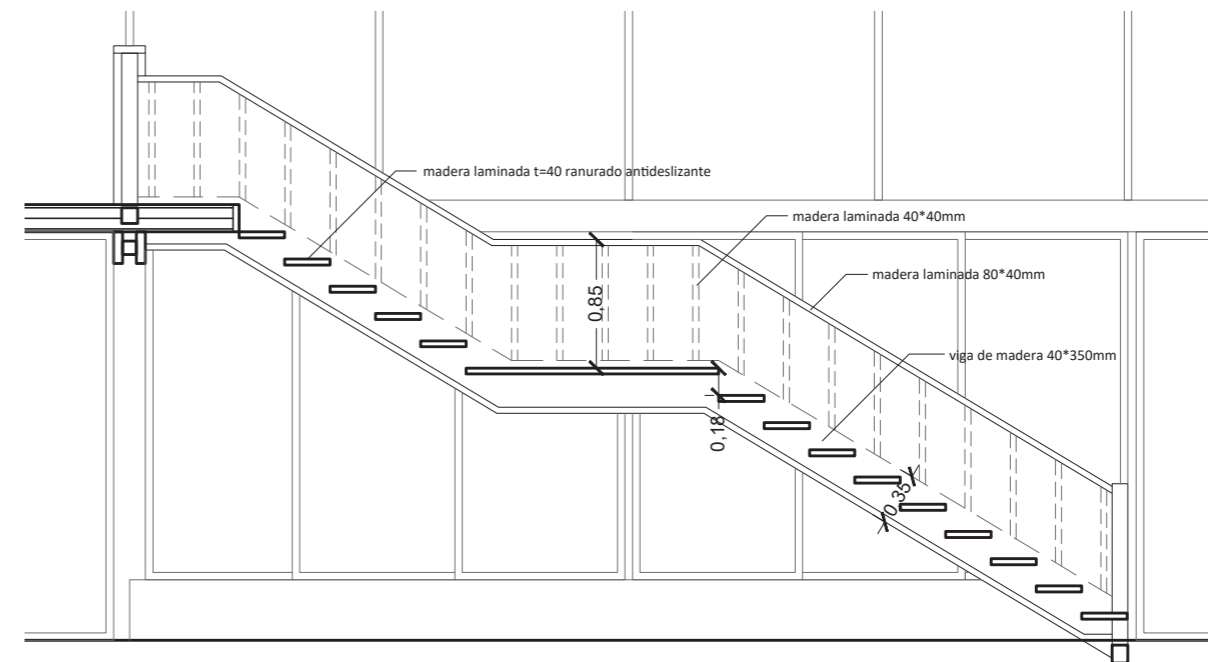 madera laminada t=40 ranurado antideslizante
madera laminada 40*40mm
madera laminada 80*40mm
0,85
viga de madera 40*350mm
0,18
0,35